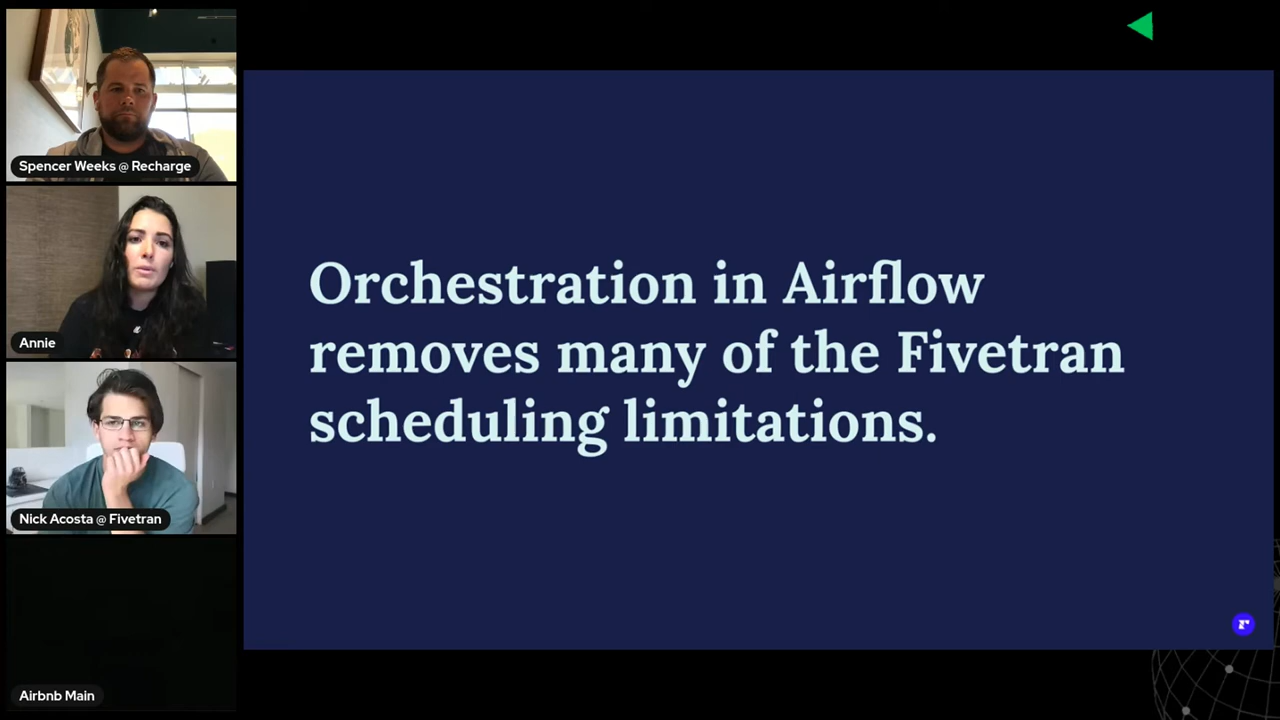 Spencer Weeks @ Recharge
Annie
Nick Acosta @ Fivetran
Airbnb Main
Orchestration in Airflow
removes many of the Fivetran
scheduling limitations.
r